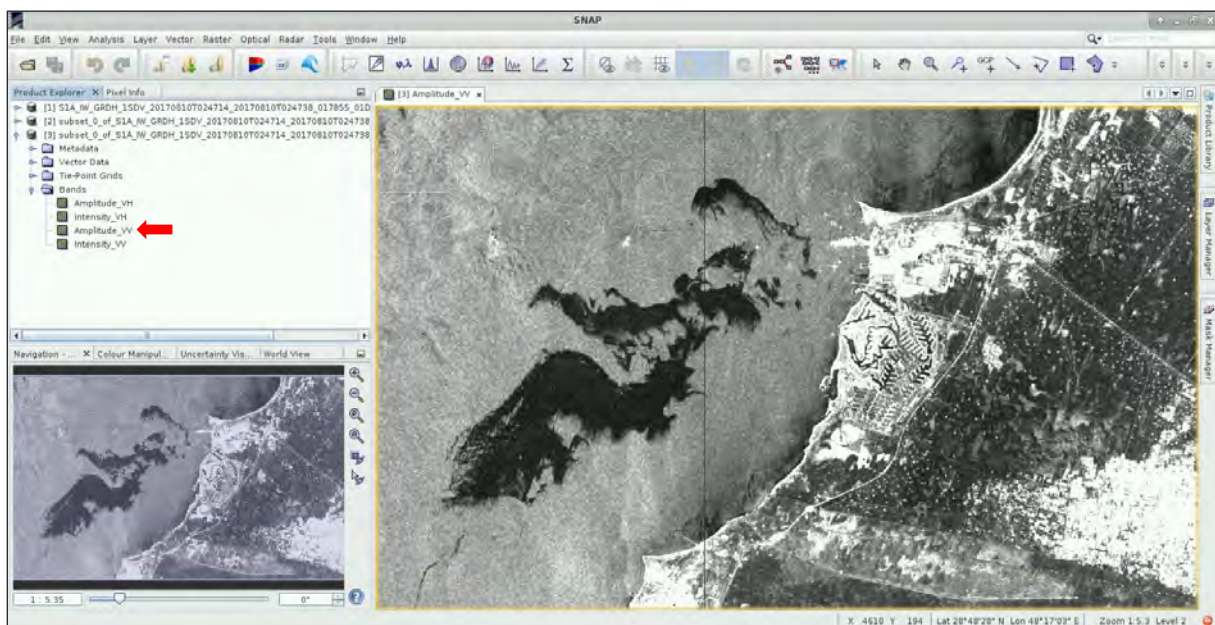 SNAP
File Edit View Analysis Layer Vector Raster Optical Radar Tools Window Help
GCP
Product Explorer X Pixel Info
[3] Amplitude_VV
[1] S1A_IW_GRDH_1SDV_20170810T024714_20170810T024738_017855_01D
[2] subset_0_of_S1A_IW_GRDH_1SDV_20170810T024714_20170810T024738
[3] subset_0_of_S1A_IW_GRDH_1SDV_20170810T024714_20170810T024738
Metadata
Vector Data
Tie-Point Grids
Bands
Amplitude_VH
Intensity_VH
Amplitude_VV
Intensity_VV
Product Library
Layer Manager
Mask Manager
Navigation - ... X Colour Manipul... Uncertainty Vis... World View
1 : 5.35
0°
X 4610 Y 194 Lat 28°48'28" N Lon 48°17'03" E Zoom 1:5.3 Level 2